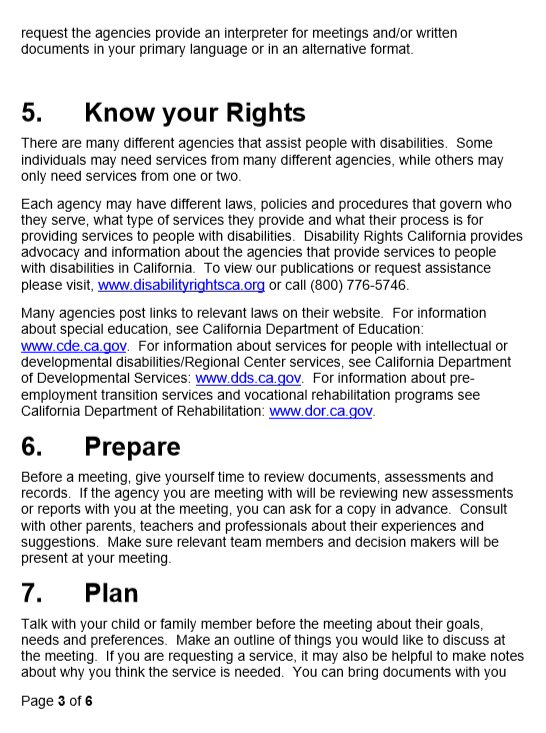 request the agencies provide an interpreter for meetings and/or written
documents in your primary language or in an alternative format.
5. Know your Rights
There are many different agencies that assist people with disabilities. Some
individuals may need services from many different agencies, while others may
only need services from one or two.
Each agency may have different laws, policies and procedures that govern who
they serve, what type of services they provide and what their process is for
providing services to people with disabilities. Disability Rights California provides
advocacy and information about the agencies that provide services to people
with disabilities in California. To view our publications or request assistance
please visit, www.disabilityrightsca.org or call (800) 776-5746.
Many agencies post links to relevant laws on their website. For information
about special education, see California Department of Education:
www.cde.ca.gov. For information about services for people with intellectual or
developmental disabilities/Regional Center services, see California Department
of Developmental Services: www.dds.ca.gov. For information about pre-
employment transition services and vocational rehabilitation programs see
California Department of Rehabilitation: www.dor.ca.gov.
6. Prepare
Before a meeting, give yourself time to review documents, assessments and
records. If the agency you are meeting with will be reviewing new assessments
or reports with you at the meeting, you can ask for a copy in advance. Consult
with other parents, teachers and professionals about their experiences and
suggestions. Make sure relevant team members and decision makers will be
present at your meeting.
7. Plan
Talk with your child or family member before the meeting about their goals,
needs and preferences. Make an outline of things you would like to discuss at
the meeting. If you are requesting a service, it may also be helpful to make notes
about why you think the service is needed. You can bring documents with you
Page 3 of 6